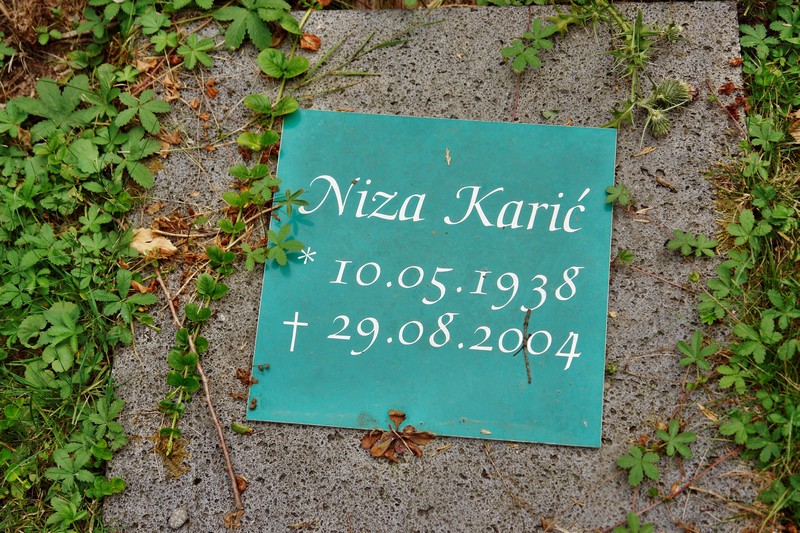 Niza Karić
* 10.05.1938
† 29.08.2004